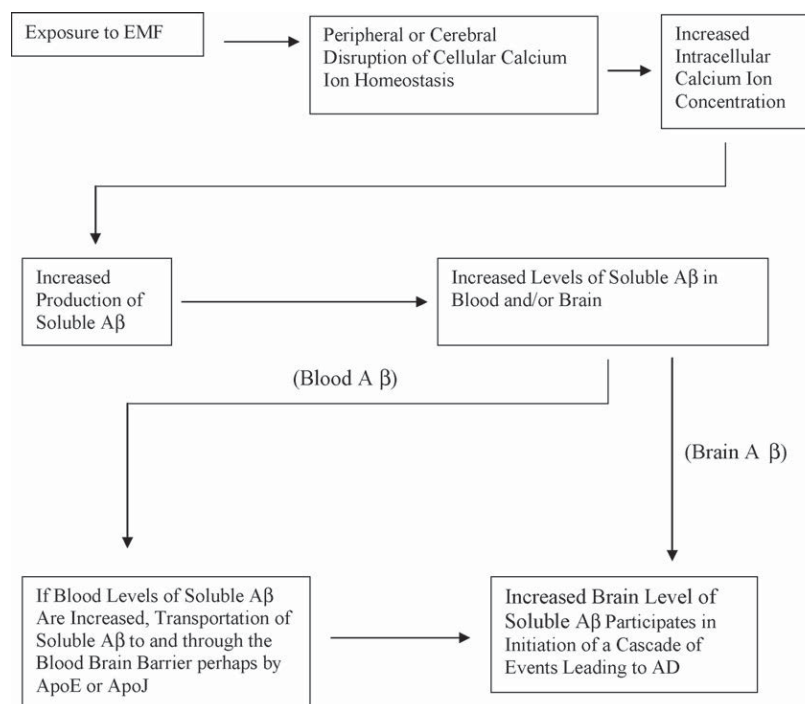 Exposure to EMF
Peripheral or Cerebral
Disruption of Cellular Calcium
Ion Homeostasis
Increased
Intracellular
Calcium Ion
Concentration
Increased
Production of
Soluble Aβ
Increased Levels of Soluble Aβ in
Blood and/or Brain
(Blood A β)
(Brain A β)
If Blood Levels of Soluble Aβ
Are Increased, Transportation of
Soluble Aβ to and through the
Blood Brain Barrier perhaps by
ApoE or ApoJ
Increased Brain Level of
Soluble Aβ Participates in
Initiation of a Cascade of
Events Leading to AD